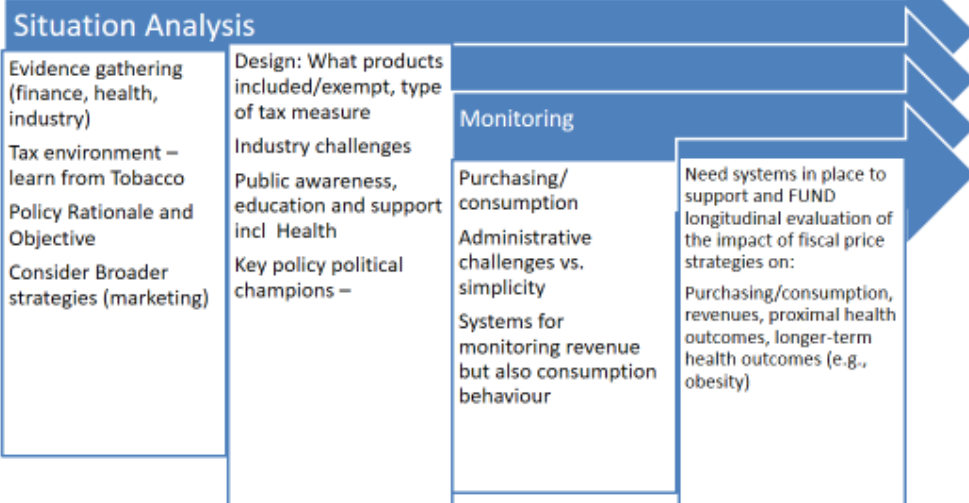 Situation Analysis
Evidence gathering
(finance, health,
industry)
Tax environment –
learn from Tobacco
Policy Rationale and
Objective
Consider Broader
strategies (marketing)
Design: What products
included/exempt, type
of tax measure
Industry challenges
Public awareness,
education and support
incl  Health
Key policy political
champions –
Monitoring
Purchasing/
consumption
Administrative
challenges vs.
simplicity
Systems for
monitoring revenue
but also consumption
behaviour
Need systems in place to
support and FUND
longitudinal evaluation of
the impact of fiscal price
strategies on:
Purchasing/consumption,
revenues, proximal health
outcomes, longer-term
health outcomes (e.g.,
obesity)